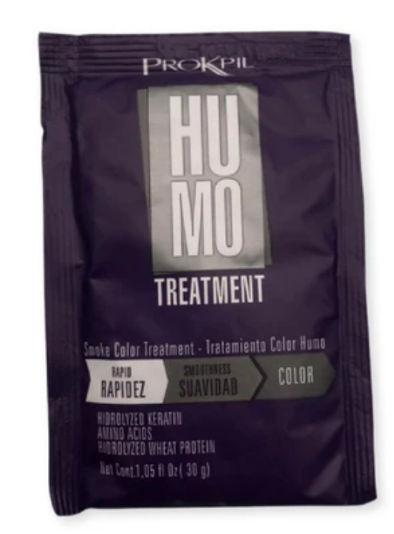 PROKPIL
HU
MO
TREATMENT
Smoke Color Treatment - Tratamiento Color Humo
RAPID SMOOTHNESS
RAPIDEZ SUAVIDAD COLOR
HIDROLYZED KERATIN
AMINO ACIDS
HIDROLYZED WHEAT PROTEIN
Net Cont.1,05 fl Oz( 30 g)